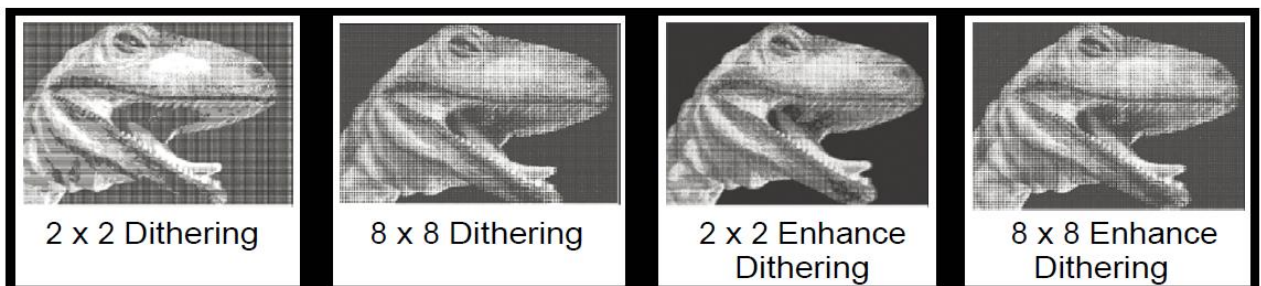 2 x 2 Dithering
8 x 8 Dithering
2 x 2 Enhance
Dithering
8 x 8 Enhance
Dithering